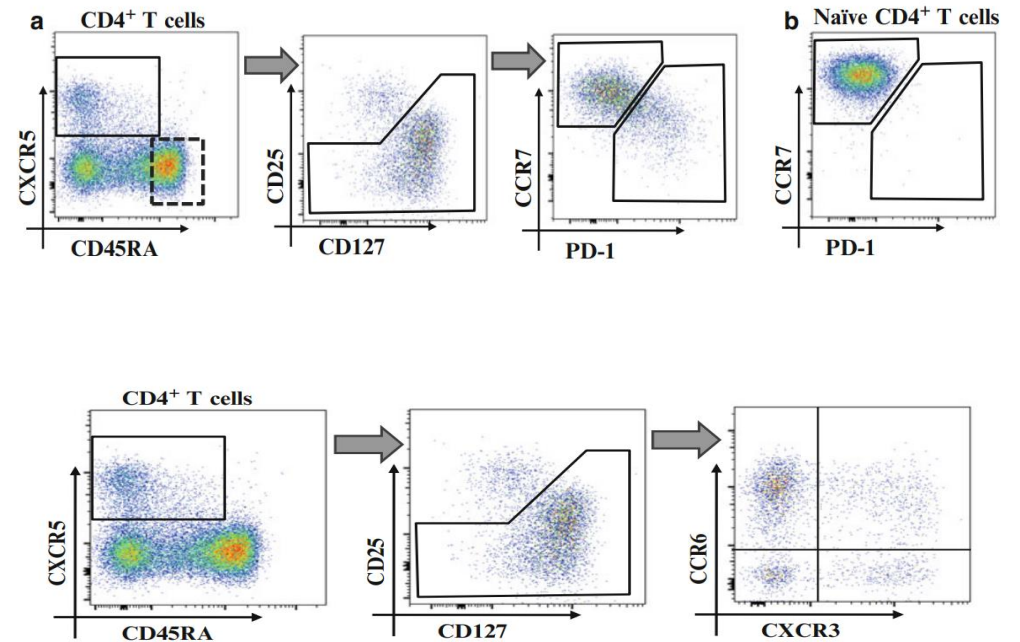 a
CD4⁺ T cells
CXCR5
CD45RA
CD25
CD127
CCR7
PD-1
b
Naïve CD4⁺ T cells
CCR7
PD-1
CD4⁺ T cells
CXCR5
CD45RA
CD25
CD127
CCR6
CXCR3